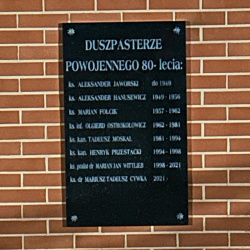 DUSZPASTERZE
POWOJENNEGO 80- lecia:
ks. ALEKSANDER JAWORSKI do 1949
ks. ALEKSANDER HANUSEWICZ 1949 - 1956
ks. MARIAN FOLCIK 1957 - 1962
ks. inf. OLGIERD OSTROKOŁOWICZ 1962 - 1981
ks. kan. TADEUSZ MOSKAL 1981 - 1994
ks. kan. HENRYK PRZESTACKI 1994 - 1998
ks. prałat dr MARIAN JAN WITTLIEB 1998 - 2021
ks. dr MARIUSZ TADEUSZ CYWKA 2021 -